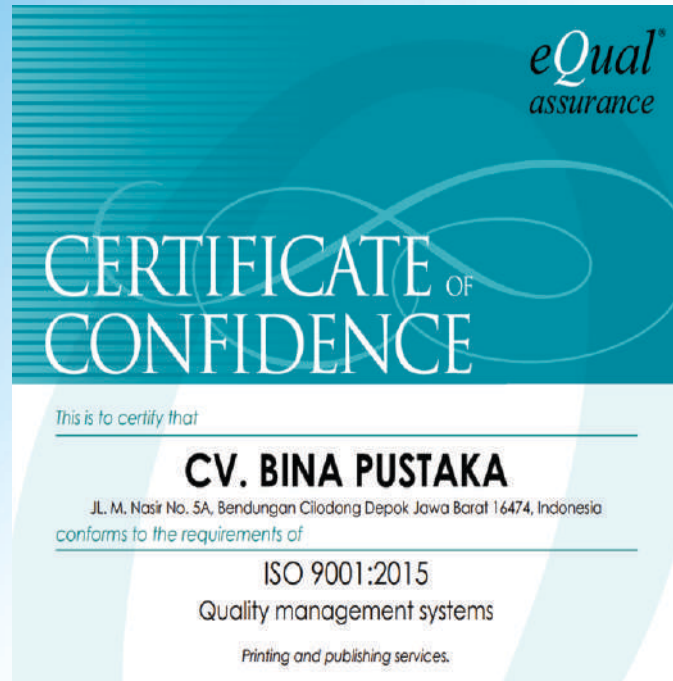 eQual®
assurance
CERTIFICATE OF
CONFIDENCE
This is to certify that
CV. BINA PUSTAKA
JL. M. Nasir No. 5A, Bendungan Cilodong Depok Jawa Barat 16474, Indonesia
conforms to the requirements of
ISO 9001:2015
Quality management systems
Printing and publishing services.